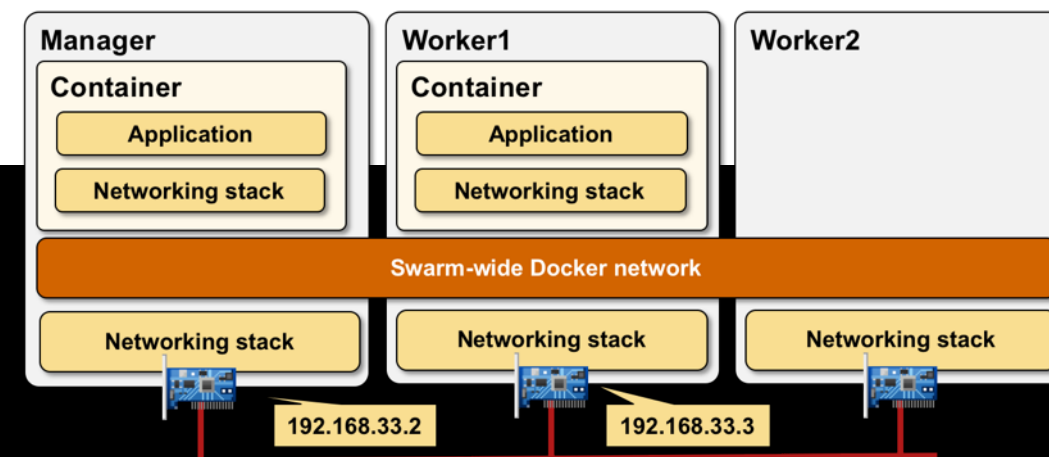 Manager
Worker1
Worker2
Container
Container
Application
Application
Networking stack
Networking stack
Swarm-wide Docker network
Networking stack
Networking stack
Networking stack
192.168.33.2
192.168.33.3